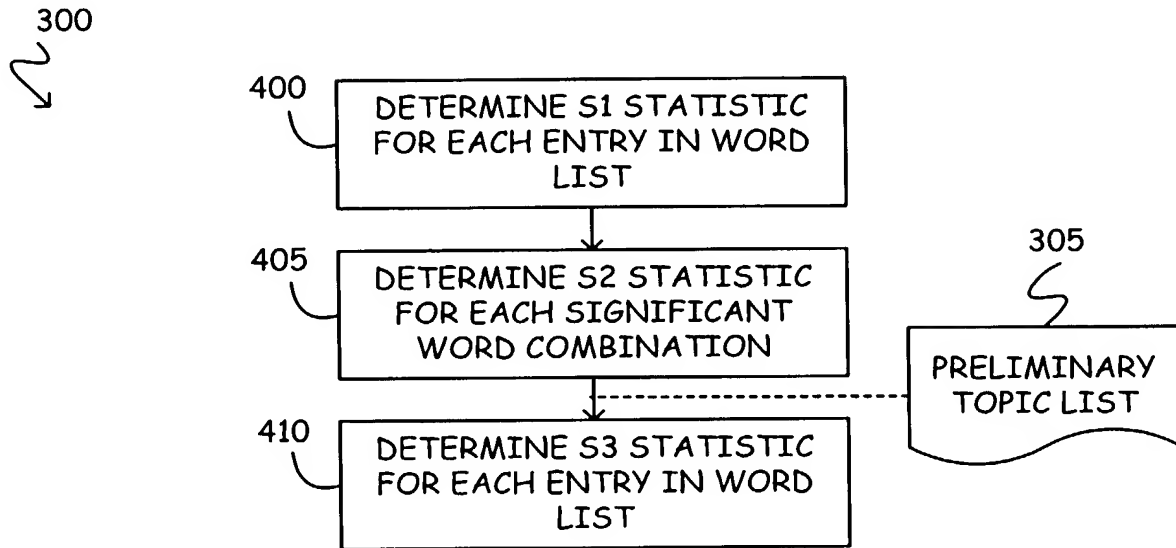 300
400
DETERMINE S1 STATISTIC
FOR EACH ENTRY IN WORD
LIST
405
DETERMINE S2 STATISTIC
FOR EACH SIGNIFICANT
WORD COMBINATION
305
PRELIMINARY
TOPIC LIST
410
DETERMINE S3 STATISTIC
FOR EACH ENTRY IN WORD
LIST